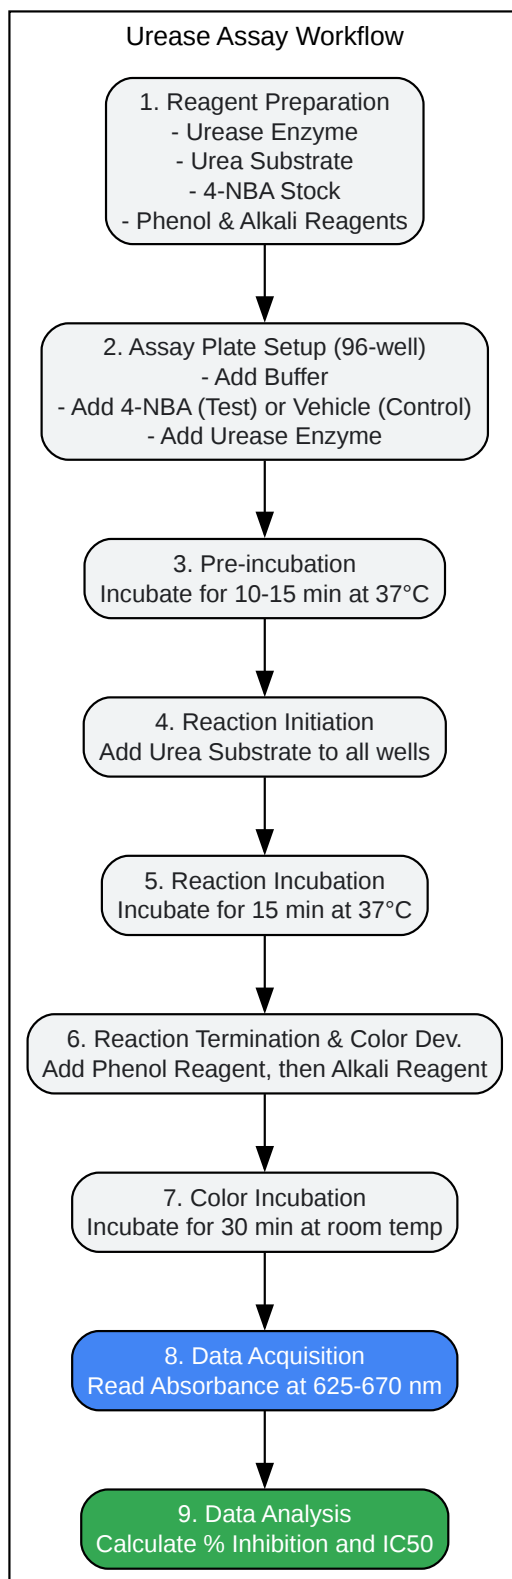 Urease Assay Workflow
1. Reagent Preparation
- Urease Enzyme
- Urea Substrate
- 4-NBA Stock
- Phenol & Alkali Reagents
2. Assay Plate Setup (96-well)
- Add Buffer
- Add 4-NBA (Test) or Vehicle (Control)
- Add Urease Enzyme
3. Pre-incubation
Incubate for 10-15 min at 37°C
4. Reaction Initiation
Add Urea Substrate to all wells
5. Reaction Incubation
Incubate for 15 min at 37°C
6. Reaction Termination & Color Dev.
Add Phenol Reagent, then Alkali Reagent
7. Color Incubation
Incubate for 30 min at room temp
8. Data Acquisition
Read Absorbance at 625-670 nm
9. Data Analysis
Calculate % Inhibition and IC50